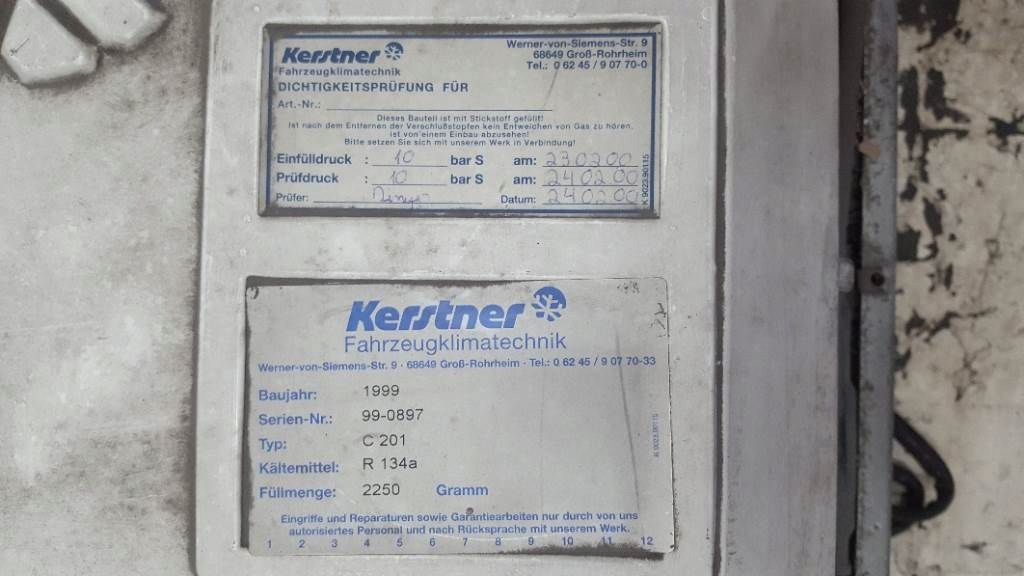 Kerstner
Fahrzeugklimatechnik
Werner-von-Siemens-Str. 9
68649 Groß-Rohrheim
Tel.: 0 62 45 / 9 07 70-0
DICHTIGKEITSPRÜFUNG FÜR
Art.-Nr.:
Dieses Bauteil ist mit Stickstoff gefüllt!
Ist nach dem Entfernen der Verschlußstopfen kein Entweichen von Gas zu hören,
ist von einem Einbau abzusehen!
Bitte setzen Sie sich mit unserem Werk in Verbindung!
Einfülldruck : 10 bar S am: 230200
Prüfdruck : 10 bar S am: 240200
Prüfer: Datum: 240200
K 9023.90115
Kerstner
Fahrzeugklimatechnik
Werner-von-Siemens-Str. 9 · 68649 Groß-Rohrheim · Tel.: 0 62 45 / 9 07 70-33
Baujahr: 1999
Serien-Nr.: 99-0897
Typ: C 201
Kältemittel: R 134a
Füllmenge: 2250 Gramm
Eingriffe und Reparaturen sowie Garantiearbeiten nur durch von uns
autorisiertes Personal und nach Rücksprache mit unserem Werk.
1 2 3 4 5 6 7 8 9 10 11 12